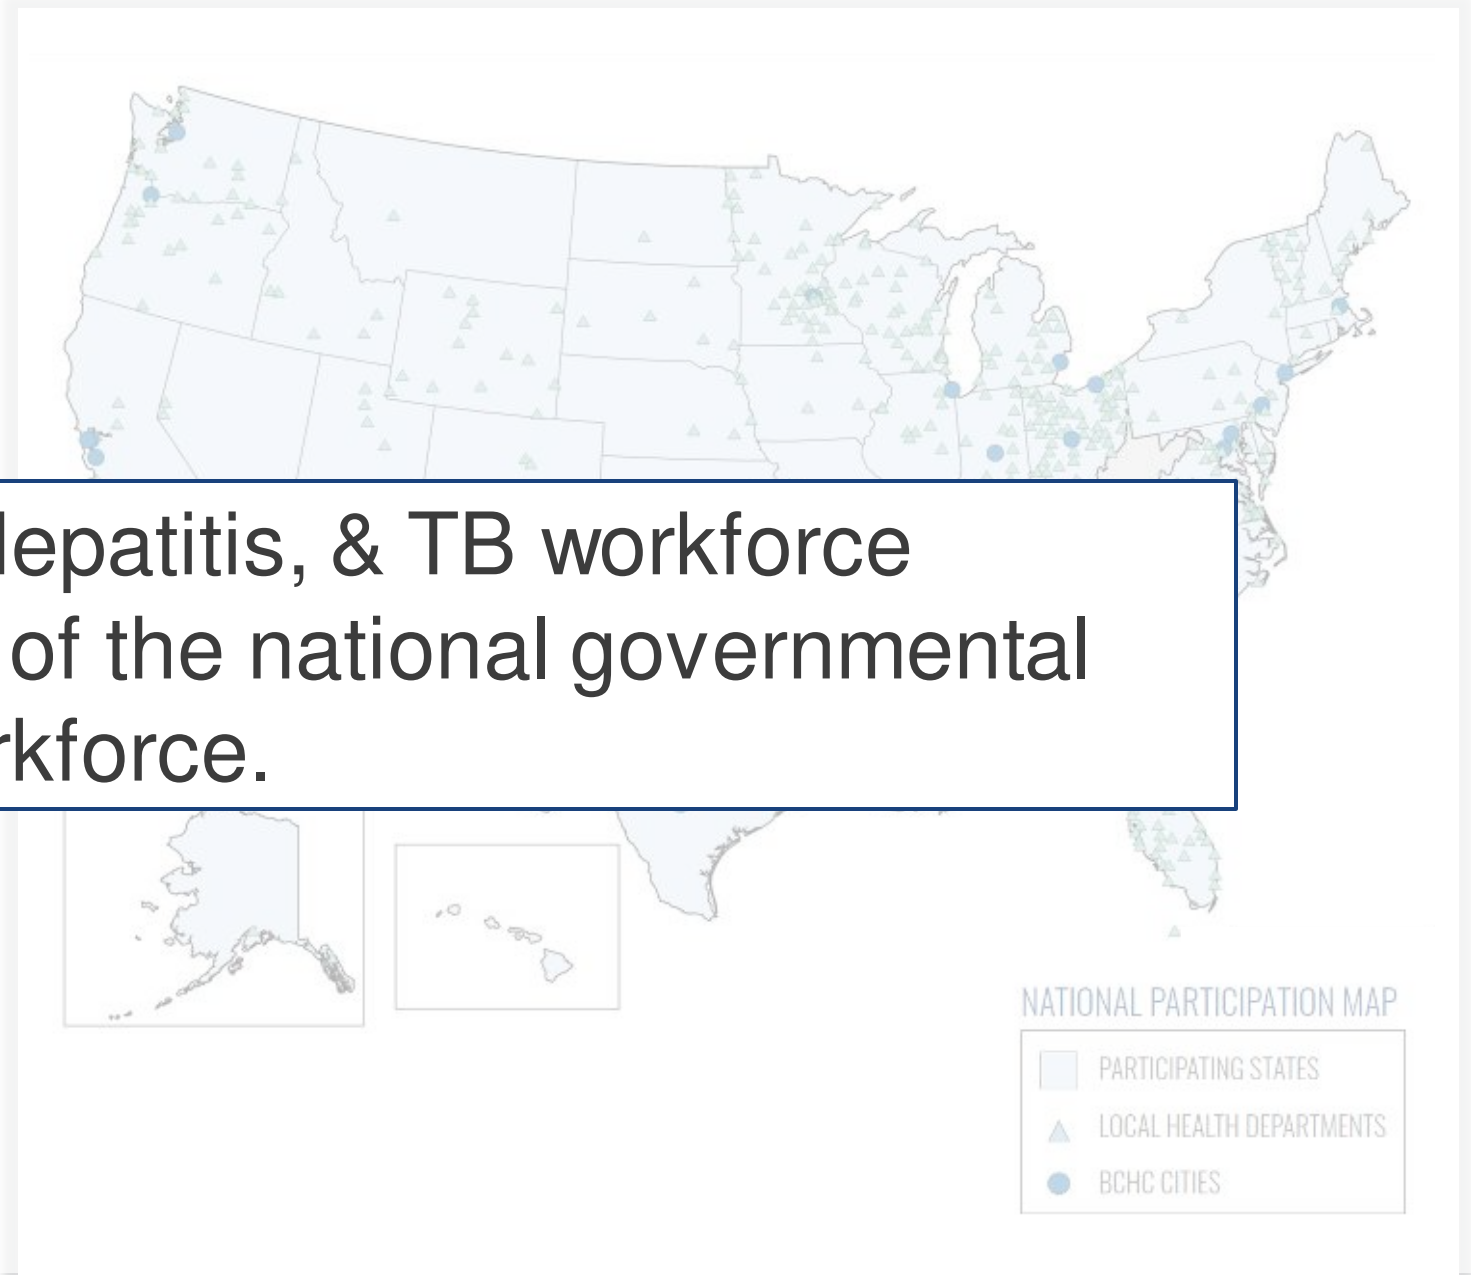 lepatitis, & TB workforce
of the national governmental
rkforce.
NATIONAL PARTICIPATION MAP
PARTICIPATING STATES
LOCAL HEALTH DEPARTMENTS
BCHC CITIES